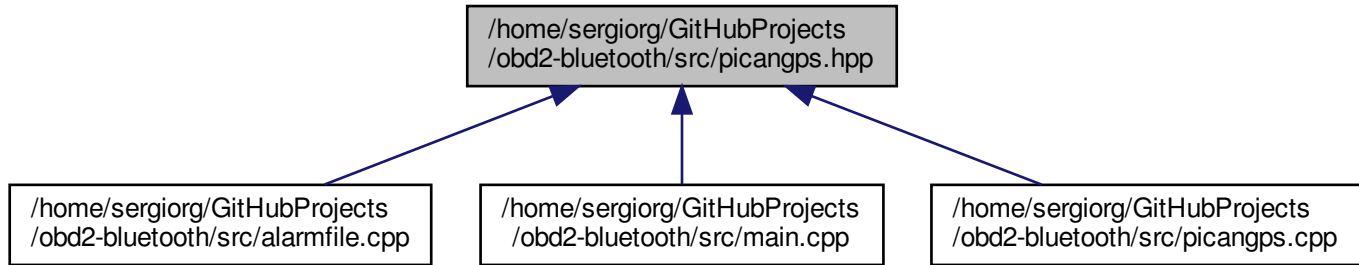 /home/sergiorg/GitHubProjects
/obd2-bluetooth/src/picangps.hpp
/home/sergiorg/GitHubProjects
/obd2-bluetooth/src/alarmfile.cpp
/home/sergiorg/GitHubProjects
/obd2-bluetooth/src/main.cpp
/home/sergiorg/GitHubProjects
/obd2-bluetooth/src/picangps.cpp